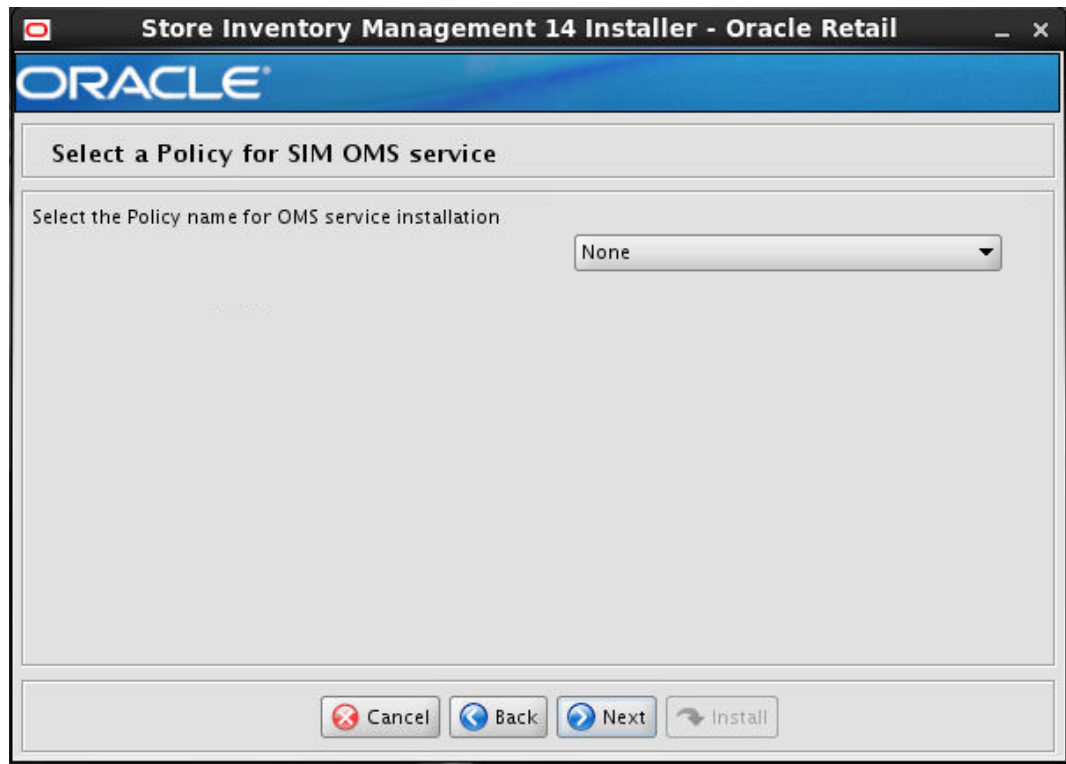 Store Inventory Management 14 Installer - Oracle Retail
ORACLE®
Select a Policy for SIM OMS service
Select the Policy name for OMS service installation
None
Cancel Back Next Install